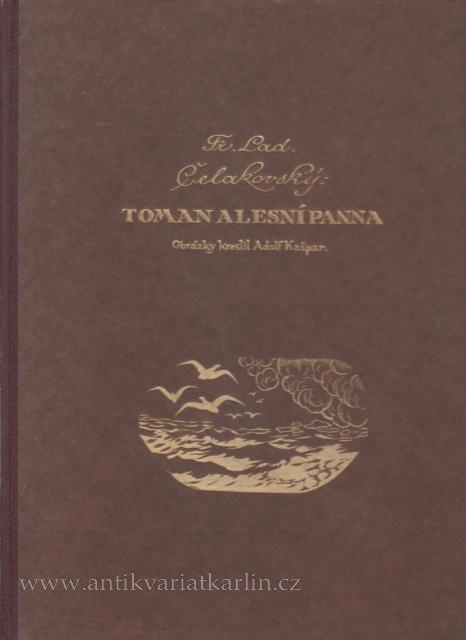 Fr. Lad.
Čelakovský:
TOMAN A LESNÍ PANNA
Obrázky kreslil Adolf Kašpar.
www.antikvariatkarlin.cz